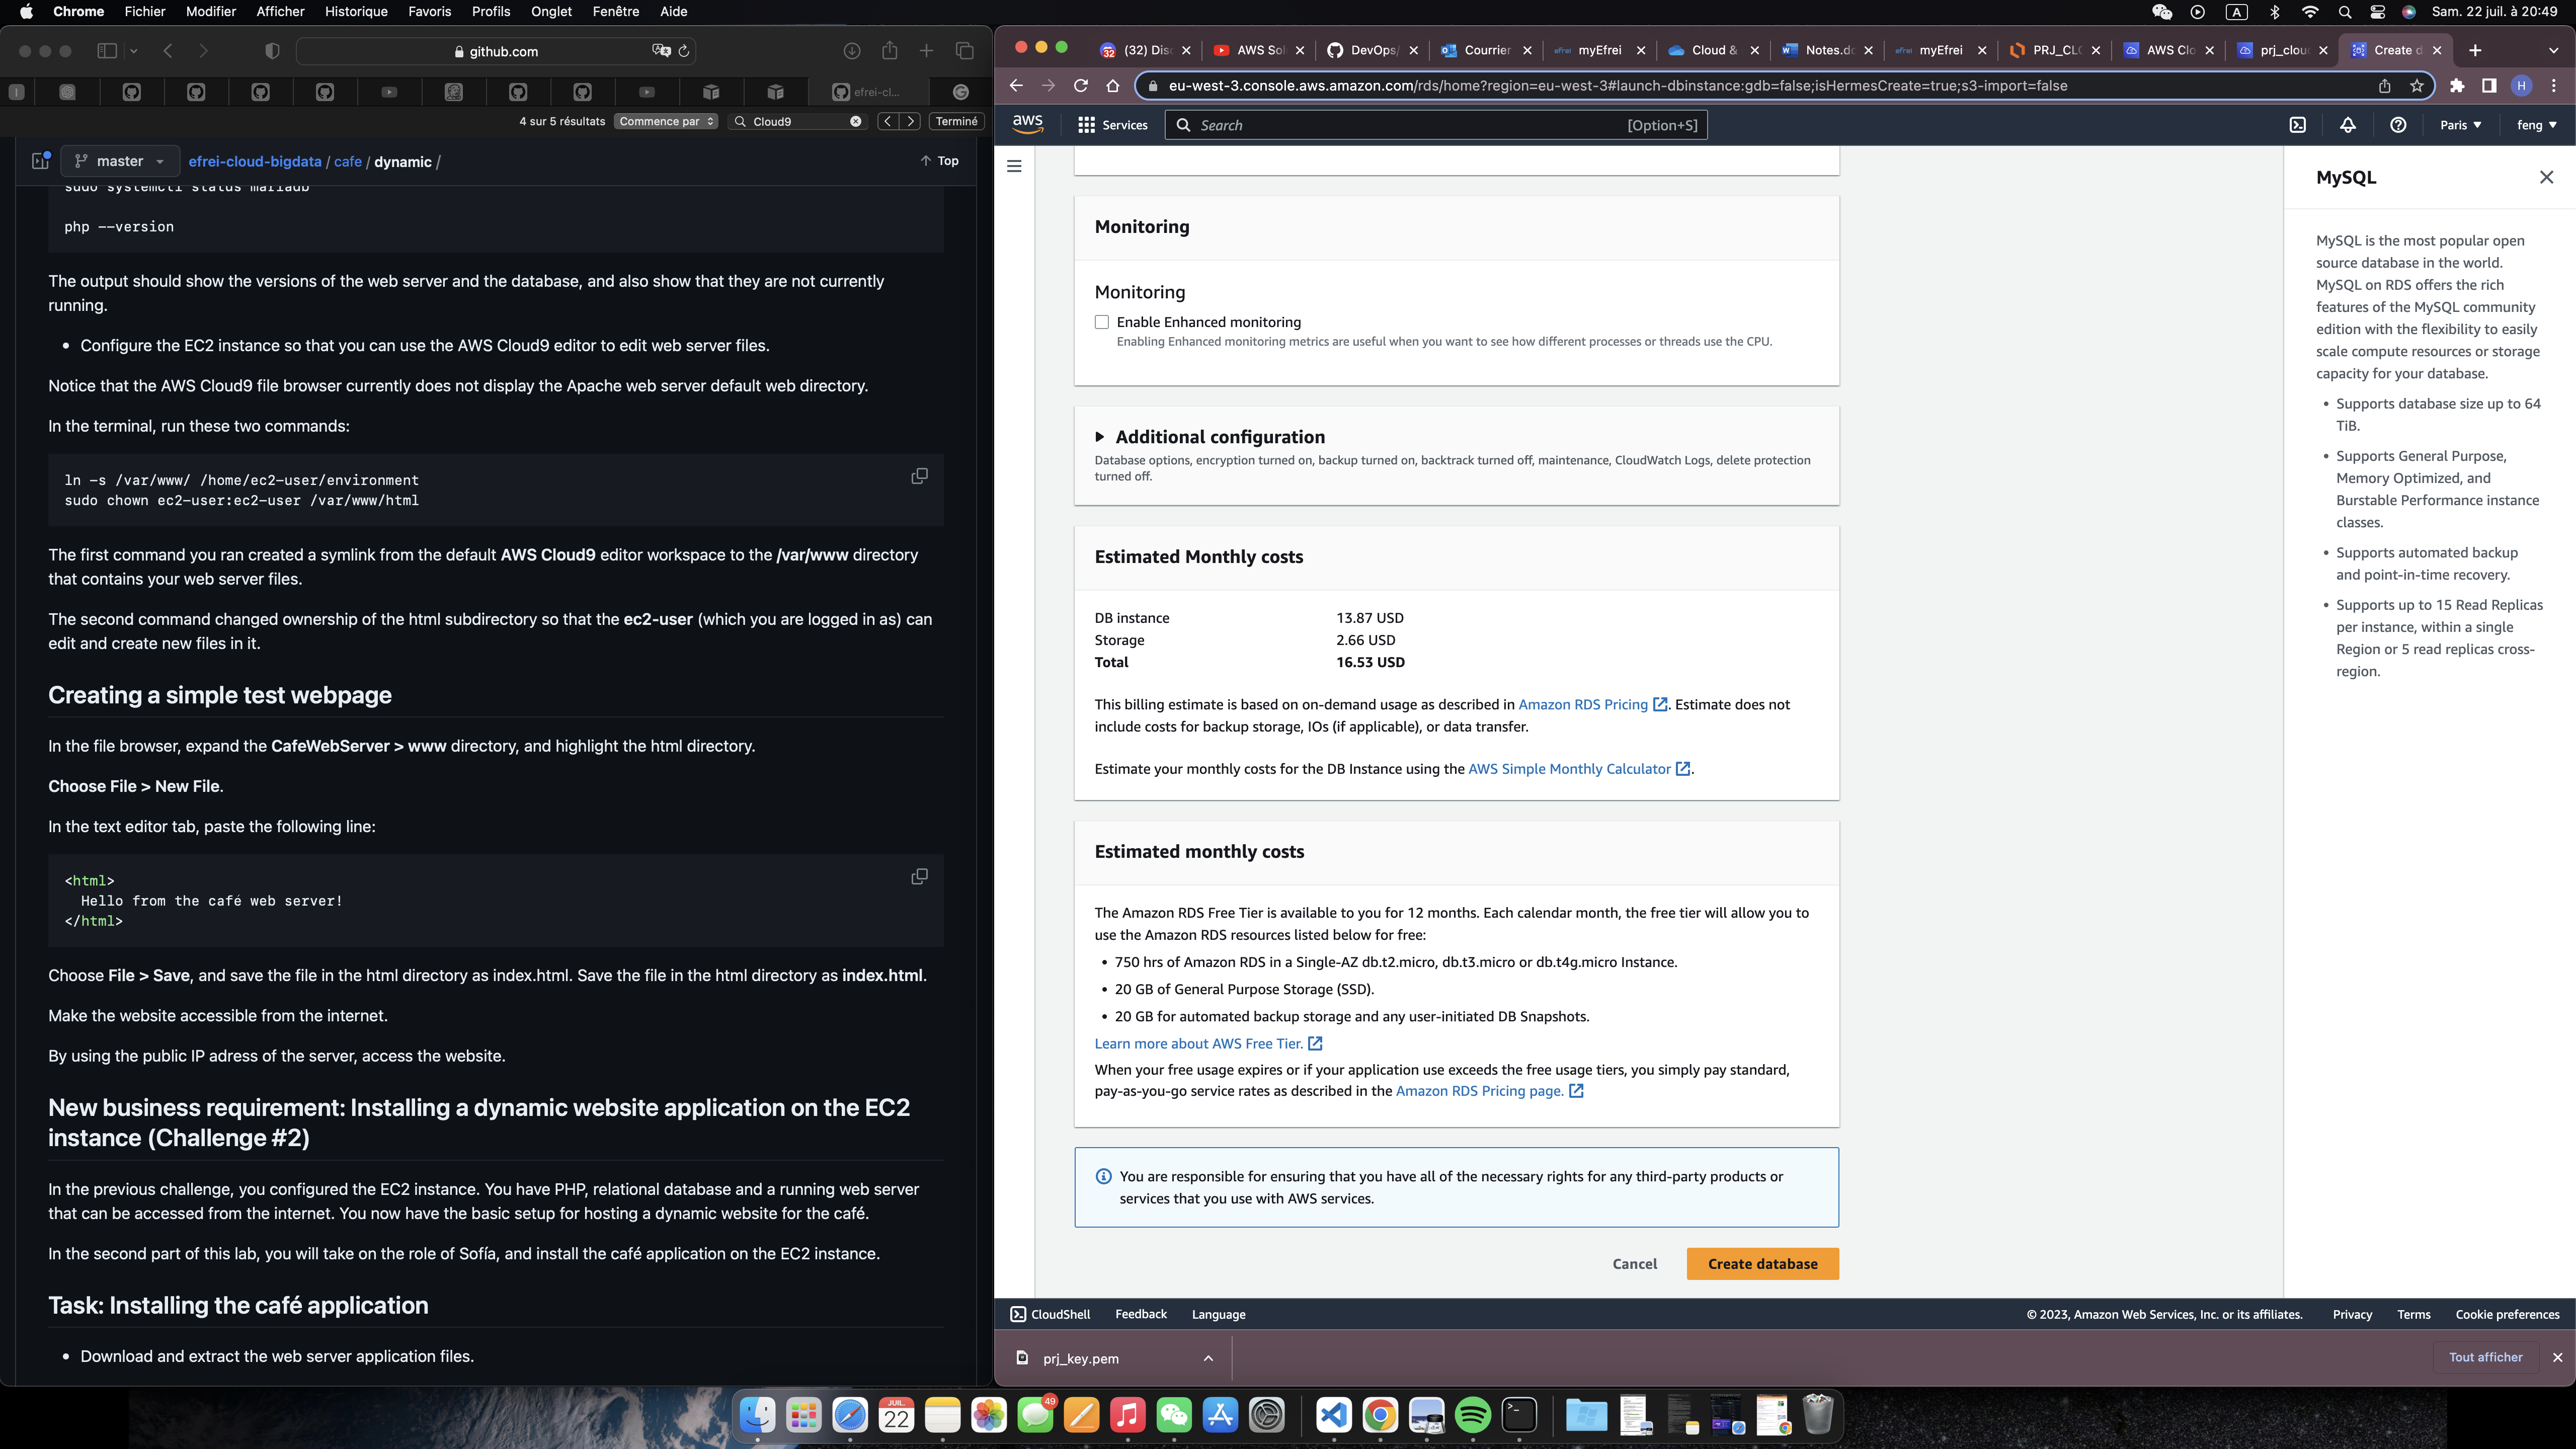 Chrome Fichier Modifier Afficher Historique Favoris Profils Onglet Fenêtre Aide
A Sam. 22 juil. à 20:49
github.com
efrei-cl...
4 sur 5 résultats Commence par Cloud9 Terminé
master efrei-cloud-bigdata / cafe / dynamic / Top
sudo systemctl status mariadb
php --version
The output should show the versions of the web server and the database, and also show that they are not currently
running.
• Configure the EC2 instance so that you can use the AWS Cloud9 editor to edit web server files.
Notice that the AWS Cloud9 file browser currently does not display the Apache web server default web directory.
In the terminal, run these two commands:
ln -s /var/www/ /home/ec2-user/environment
sudo chown ec2-user:ec2-user /var/www/html
The first command you ran created a symlink from the default AWS Cloud9 editor workspace to the /var/www directory
that contains your web server files.
The second command changed ownership of the html subdirectory so that the ec2-user (which you are logged in as) can
edit and create new files in it.
Creating a simple test webpage
In the file browser, expand the CafeWebServer > www directory, and highlight the html directory.
Choose File > New File.
In the text editor tab, paste the following line:
<html>
Hello from the café web server!
</html>
Choose File > Save, and save the file in the html directory as index.html. Save the file in the html directory as index.html.
Make the website accessible from the internet.
By using the public IP adress of the server, access the website.
New business requirement: Installing a dynamic website application on the EC2
instance (Challenge #2)
In the previous challenge, you configured the EC2 instance. You have PHP, relational database and a running web server
that can be accessed from the internet. You now have the basic setup for hosting a dynamic website for the café.
In the second part of this lab, you will take on the role of Sofía, and install the café application on the EC2 instance.
Task: Installing the café application
• Download and extract the web server application files.
32 (32) Disc AWS Sol DevOps/ Courrier efrei myEfrei Cloud & Notes.do efrei myEfrei PRJ_CLO AWS Clo prj_clou Create d
eu-west-3.console.aws.amazon.com/rds/home?region=eu-west-3#launch-dbinstance:gdb=false;isHermesCreate=true;s3-import=false
H
aws Services Search [Option+S] Paris feng
Monitoring
Monitoring
Enable Enhanced monitoring
Enabling Enhanced monitoring metrics are useful when you want to see how different processes or threads use the CPU.
Additional configuration
Database options, encryption turned on, backup turned on, backtrack turned off, maintenance, CloudWatch Logs, delete protection
turned off.
Estimated Monthly costs
DB instance 13.87 USD
Storage 2.66 USD
Total 16.53 USD
This billing estimate is based on on-demand usage as described in Amazon RDS Pricing. Estimate does not
include costs for backup storage, IOs (if applicable), or data transfer.
Estimate your monthly costs for the DB Instance using the AWS Simple Monthly Calculator.
Estimated monthly costs
The Amazon RDS Free Tier is available to you for 12 months. Each calendar month, the free tier will allow you to
use the Amazon RDS resources listed below for free:
• 750 hrs of Amazon RDS in a Single-AZ db.t2.micro, db.t3.micro or db.t4g.micro Instance.
• 20 GB of General Purpose Storage (SSD).
• 20 GB for automated backup storage and any user-initiated DB Snapshots.
Learn more about AWS Free Tier.
When your free usage expires or if your application use exceeds the free usage tiers, you simply pay standard,
pay-as-you-go service rates as described in the Amazon RDS Pricing page.
You are responsible for ensuring that you have all of the necessary rights for any third-party products or
services that you use with AWS services.
Cancel Create database
MySQL
MySQL is the most popular open
source database in the world.
MySQL on RDS offers the rich
features of the MySQL community
edition with the flexibility to easily
scale compute resources or storage
capacity for your database.
• Supports database size up to 64
TiB.
• Supports General Purpose,
Memory Optimized, and
Burstable Performance instance
classes.
• Supports automated backup
and point-in-time recovery.
• Supports up to 15 Read Replicas
per instance, within a single
Region or 5 read replicas cross-
region.
CloudShell Feedback Language © 2023, Amazon Web Services, Inc. or its affiliates. Privacy Terms Cookie preferences
prj_key.pem Tout afficher
JUIL. 22 49